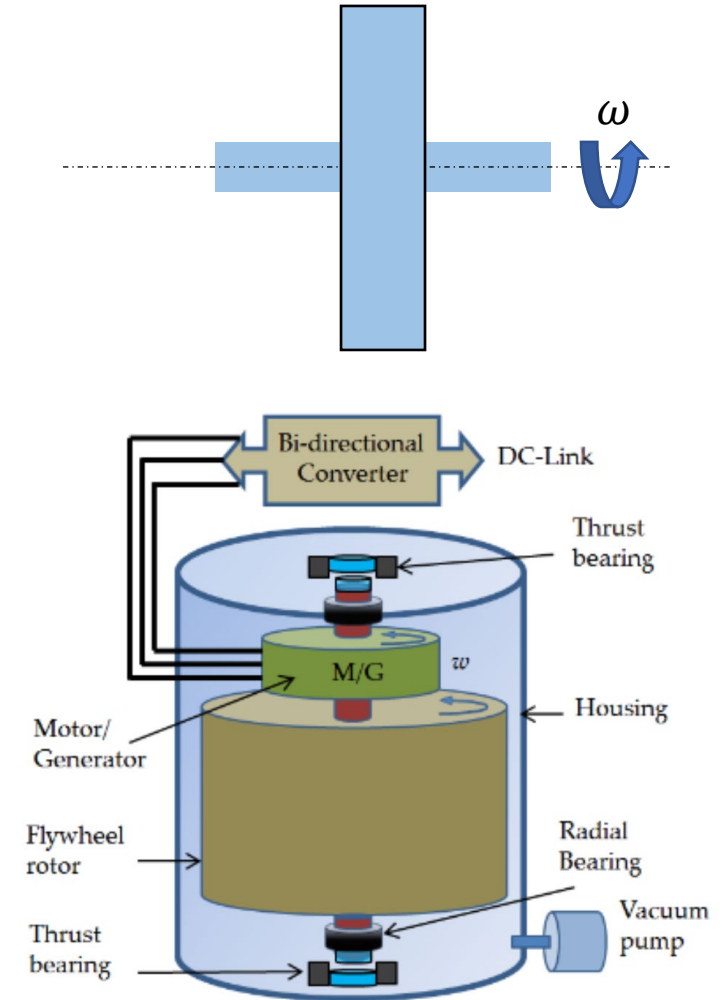 ω
Bi-directional
Converter
DC-Link
Thrust
bearing
M/G
w
Housing
Motor/
Generator
Flywheel
rotor
Radial
Bearing
Vacuum
pump
Thrust
bearing